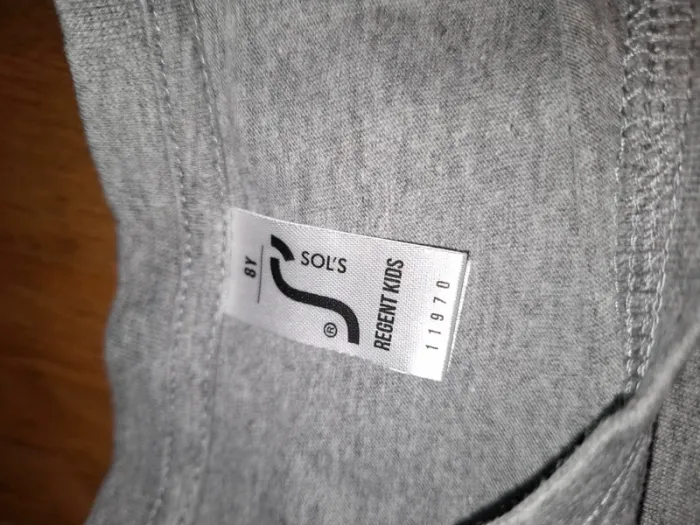 8Y
SOL'S
®
REGENT KIDS
11970